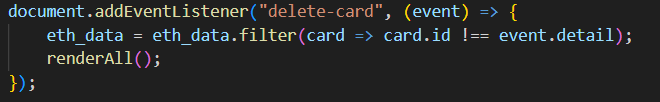 document.addEventListener("delete-card", (event) => {
    eth_data = eth_data.filter(card => card.id !== event.detail);
    renderAll();
});